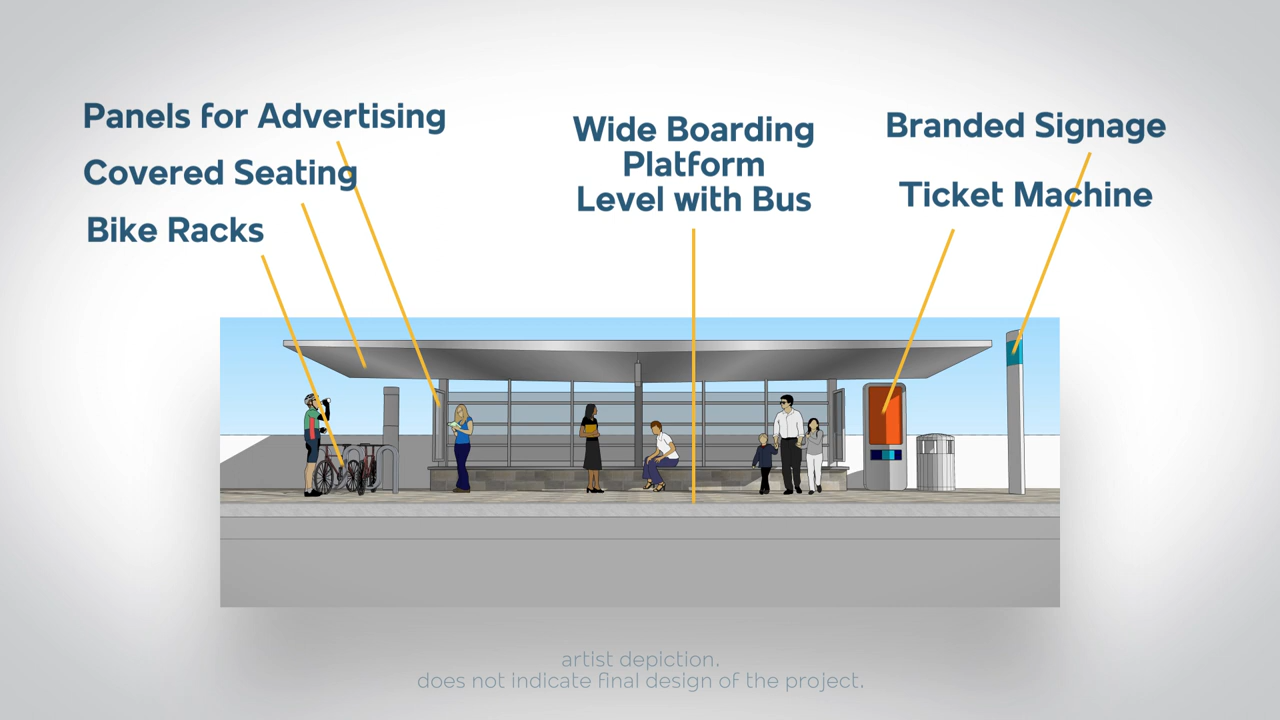 Panels for Advertising
Covered Seating
Bike Racks
Wide Boarding
Platform
Level with Bus
Branded Signage
Ticket Machine
artist depiction.
does not indicate final design of the project.